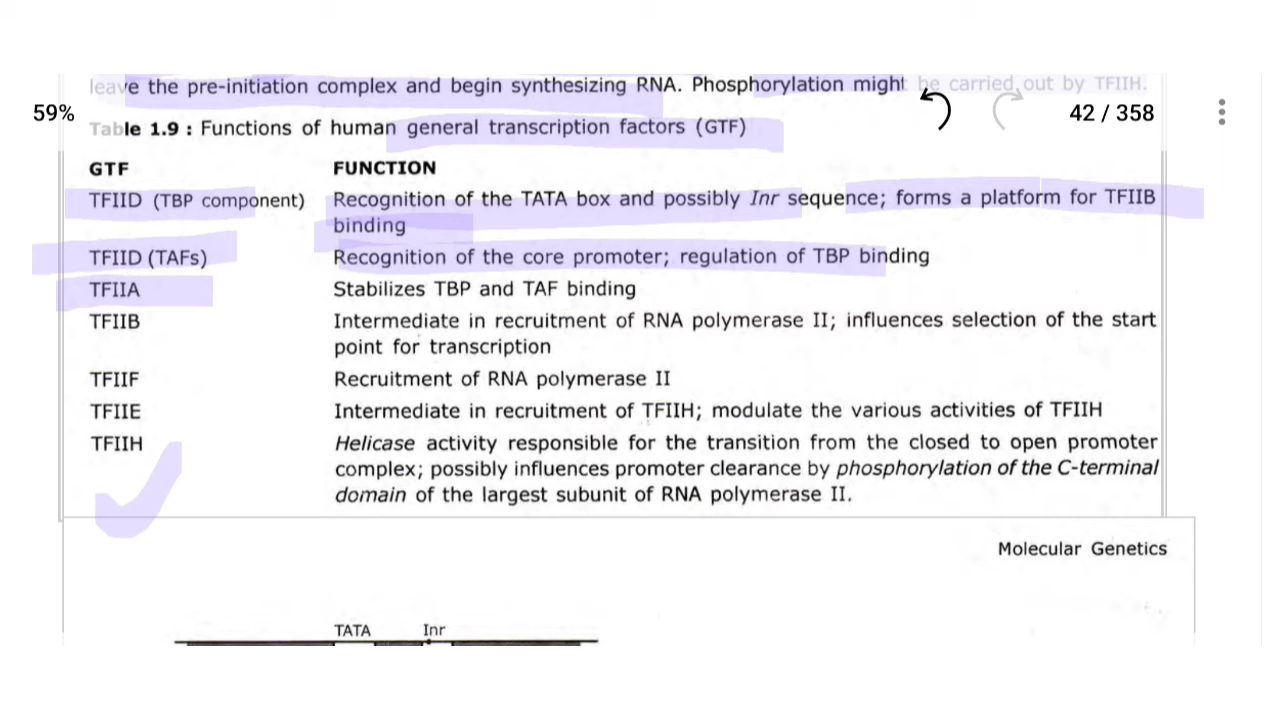 leave the pre-initiation complex and begin synthesizing RNA. Phosphorylation might be carried out by TFIIH.
59%
42 / 358
Table 1.9 : Functions of human general transcription factors (GTF)
GTF FUNCTION
TFIID (TBP component) Recognition of the TATA box and possibly Inr sequence; forms a platform for TFIIB
binding
TFIID (TAFs) Recognition of the core promoter; regulation of TBP binding
TFIIA Stabilizes TBP and TAF binding
TFIIB Intermediate in recruitment of RNA polymerase II; influences selection of the start
point for transcription
TFIIF Recruitment of RNA polymerase II
TFIIE Intermediate in recruitment of TFIIH; modulate the various activities of TFIIH
TFIIH Helicase activity responsible for the transition from the closed to open promoter
complex; possibly influences promoter clearance by phosphorylation of the C-terminal
domain of the largest subunit of RNA polymerase II.
Molecular Genetics
TATA Inr